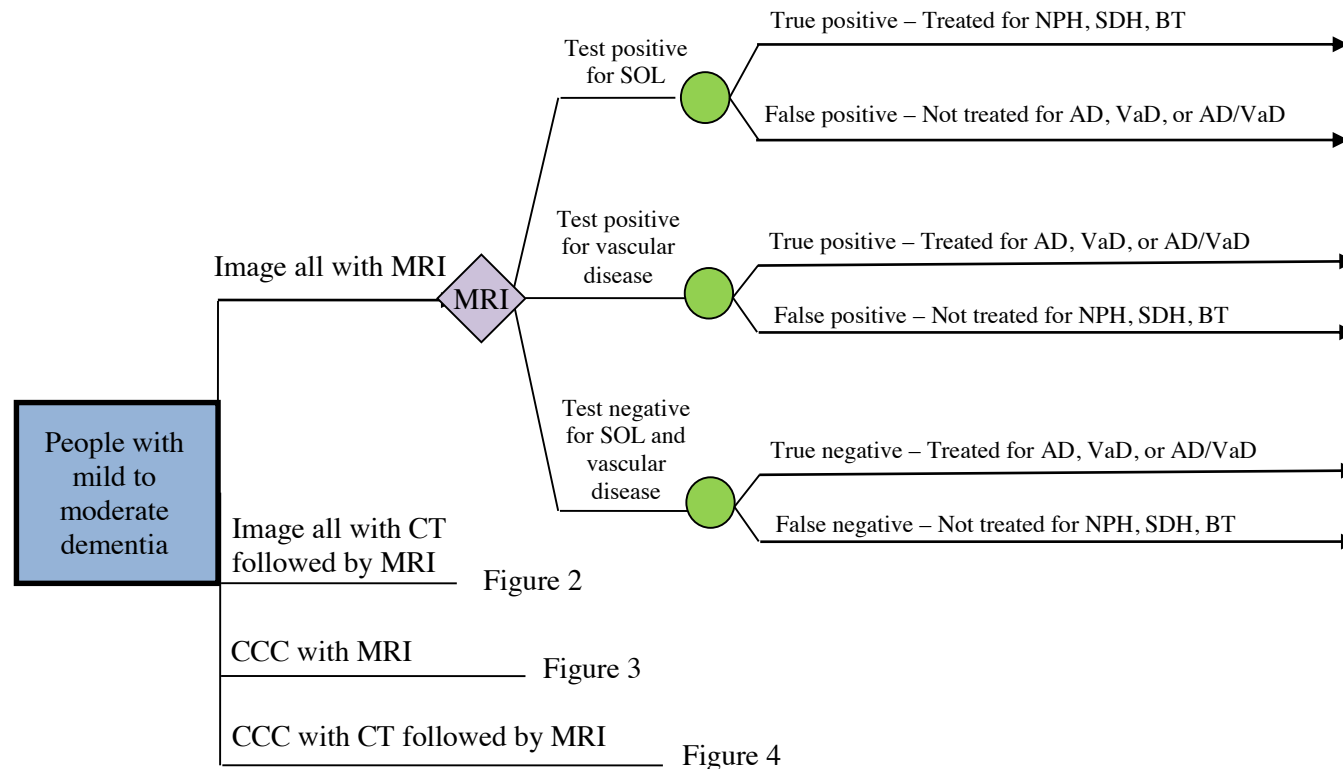 True positive – Treated for NPH, SDH, BT
Test positive
for SOL
False positive – Not treated for AD, VaD, or AD/VaD
Test positive
for vascular
disease
True positive – Treated for AD, VaD, or AD/VaD
Image all with MRI
MRI
False positive – Not treated for NPH, SDH, BT
Test negative
for SOL and
vascular
disease
True negative – Treated for AD, VaD, or AD/VaD
False negative – Not treated for NPH, SDH, BT
People with
mild to
moderate
dementia
Image all with CT
followed by MRI
Figure 2
CCC with MRI
Figure 3
CCC with CT followed by MRI
Figure 4